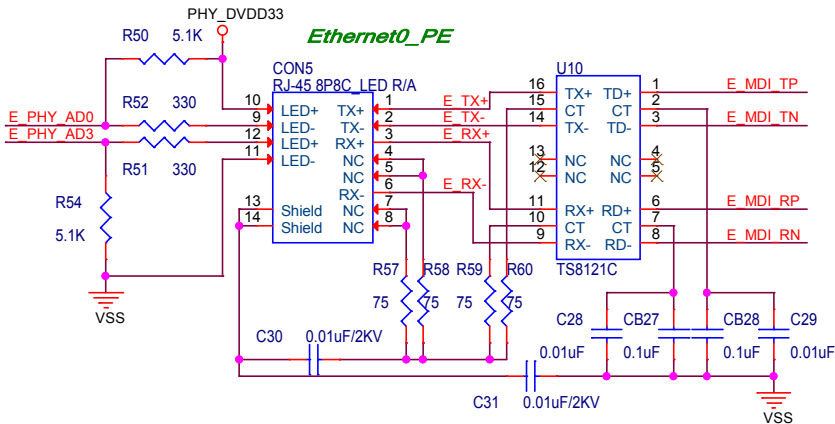 PHY_DVDD33
Ethernet0_PE
R50 5.1K
CON5
RJ-45 8P8C_LED R/A
U10
E_PHY_AD0
E_PHY_AD3
R52 330
R51 330
R54
5.1K
VSS
10 LED+ TX+ 1 E_TX+
9 LED- TX- 2 E_TX-
12 LED+ RX+ 3 E_RX+
11 LED- NC 4
NC 5
RX- 6 E_RX-
13 Shield NC 7
14 Shield NC 8
16 TX+ TD+ 1 E_MDI_TP
15 CT CT 2
14 TX- TD- 3 E_MDI_TN
13 NC NC 4
12 NC NC 5
11 RX+ RD+ 6 E_MDI_RP
10 CT CT 7
9 RX- RD- 8 E_MDI_RN
TS8121C
R57 R58 R59 R60
75 75 75 75
C30 0.01uF/2KV
C31 0.01uF/2KV
C28 CB27 CB28 C29
0.01uF 0.1uF 0.1uF 0.01uF
VSS